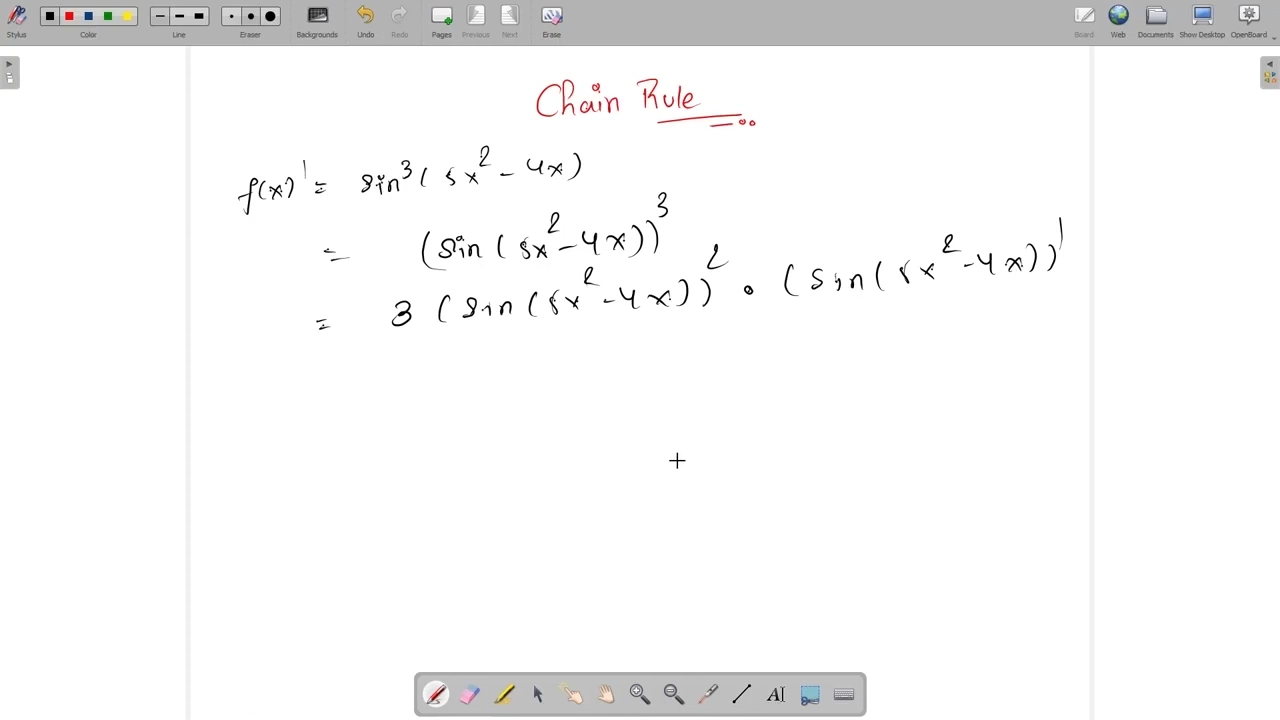 Stylus Color Line Eraser Backgrounds Undo Redo Pages Previous Next Erase Board Web Documents Show Desktop OpenBoard
Chain Rule
f(x)' = sin³(5x² - 4x)
= (sin(5x² - 4x))³
= 3 (sin(5x² - 4x))² • (sin(5x² - 4x))'
AI